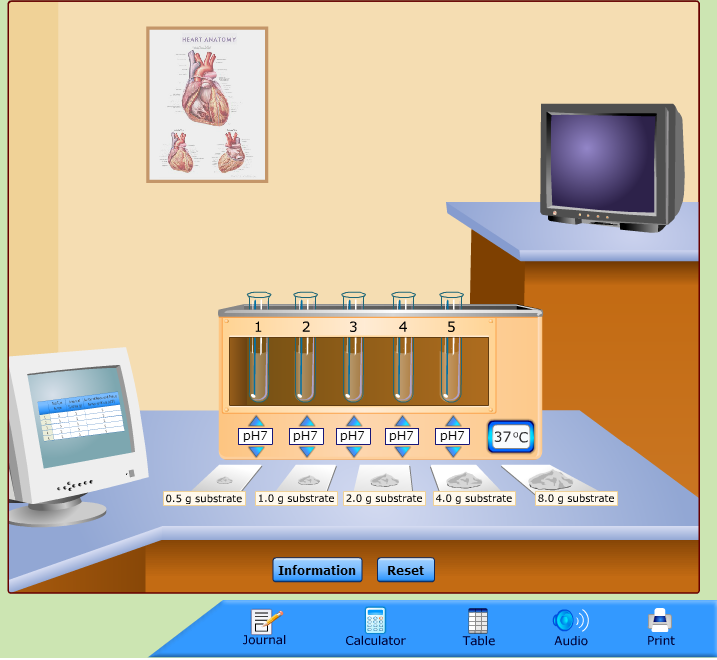 HEART ANATOMY
1 2 3 4 5
pH7 pH7 pH7 pH7 pH7
37ºC
0.5 g substrate 1.0 g substrate 2.0 g substrate 4.0 g substrate 8.0 g substrate
Information Reset
Journal Calculator Table Audio Print